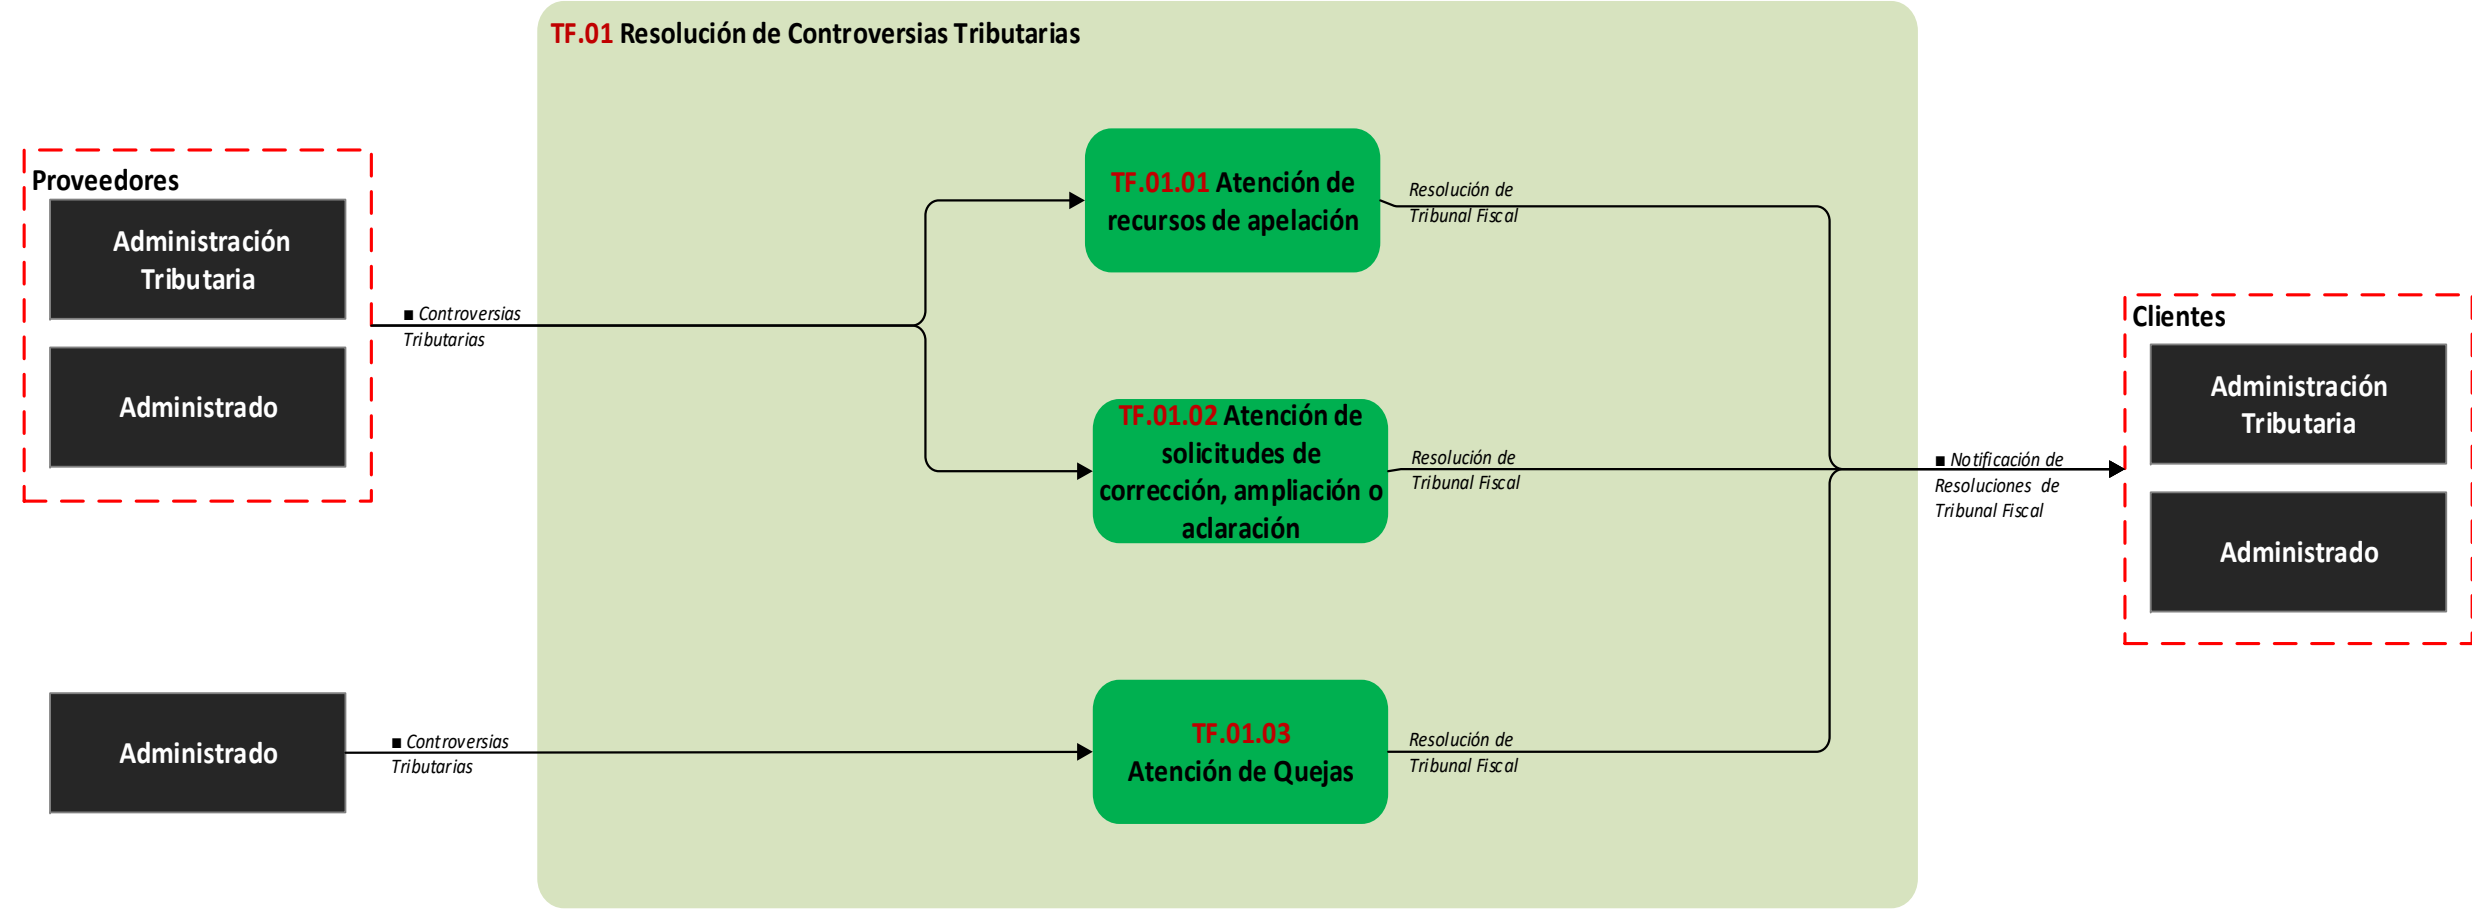 TF.01 Resolución de Controversias Tributarias
Proveedores
Administración
Tributaria
Administrado
■ Controversias
Tributarias
TF.01.01 Atención de
recursos de apelación
Resolución de
Tribunal Fiscal
TF.01.02 Atención de
solicitudes de
corrección, ampliación o
aclaración
Resolución de
Tribunal Fiscal
Administrado
■ Controversias
Tributarias
TF.01.03
Atención de Quejas
Resolución de
Tribunal Fiscal
■ Notificación de
Resoluciones de
Tribunal Fiscal
Clientes
Administración
Tributaria
Administrado